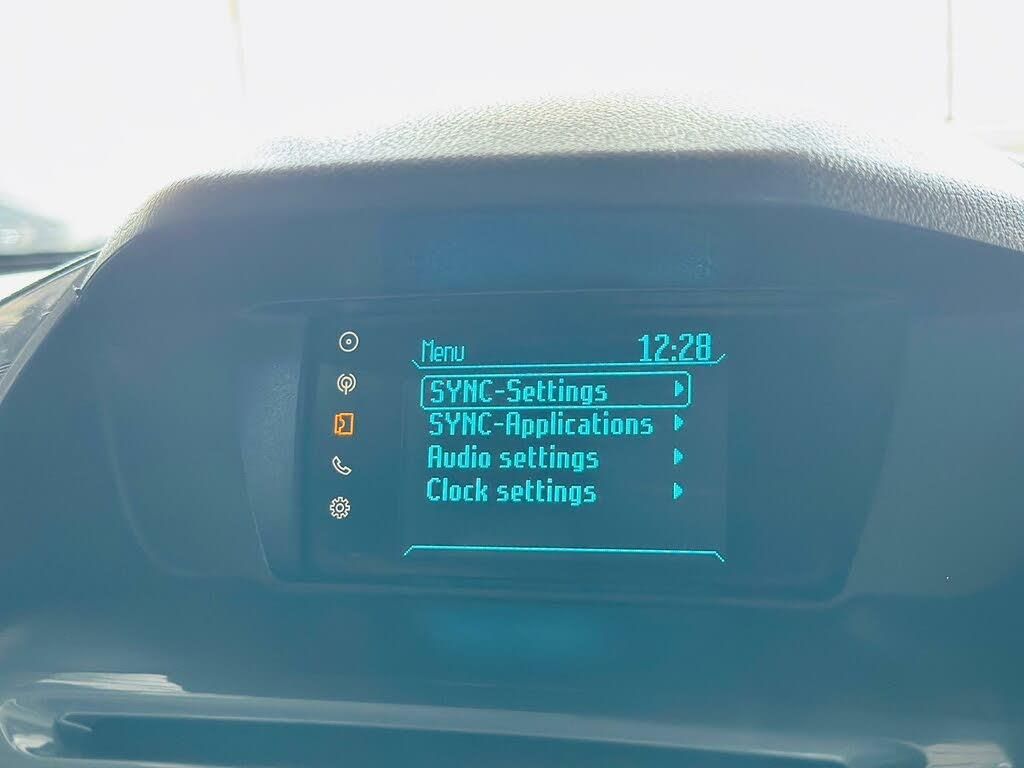 Menu 12:28
SYNC-Settings
SYNC-Applications
Audio settings
Clock settings